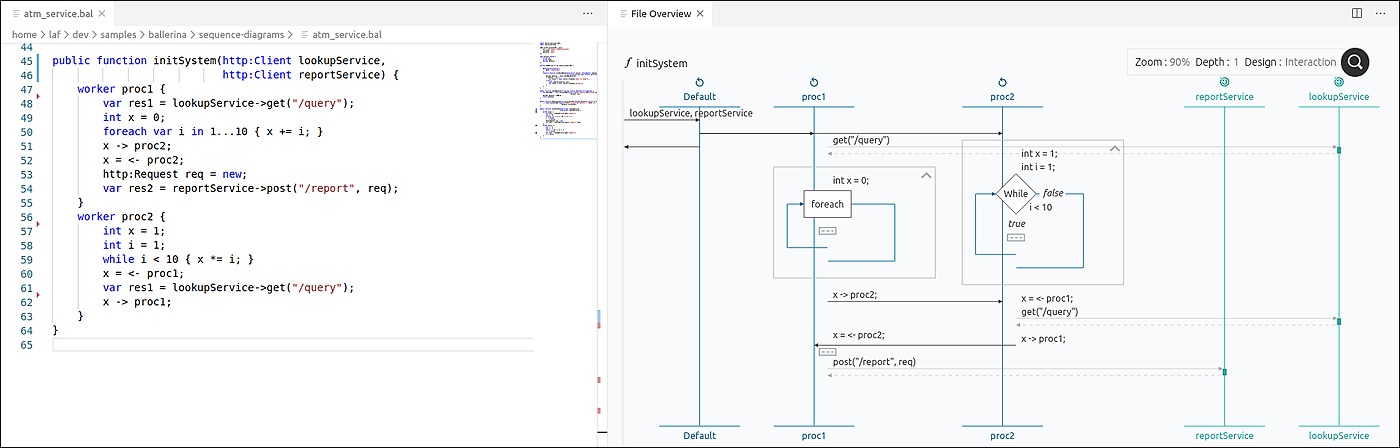 atm_service.bal
home > laf > dev > samples > ballerina > sequence-diagrams > atm_service.bal
44
45 public function initSystem(http:Client lookupService,
46 http:Client reportService) {
47 worker proc1 {
48 var res1 = lookupService->get("/query");
49 int x = 0;
50 foreach var i in 1...10 { x += i; }
51 x -> proc2;
52 x = <- proc2;
53 http:Request req = new;
54 var res2 = reportService->post("/report", req);
55 }
56 worker proc2 {
57 int x = 1;
58 int i = 1;
59 while i < 10 { x *= i; }
60 x = <- proc1;
61 var res1 = lookupService->get("/query");
62 x -> proc1;
63 }
64 }
65
File Overview
f initSystem
Zoom : 90% Depth : 1 Design : Interaction
Default
proc1
proc2
reportService
lookupService
lookupService, reportService
get("/query")
int x = 1;
int i = 1;
int x = 0;
foreach
While
false
i < 10
true
x -> proc2;
x = <- proc1;
get("/query")
x = <- proc2;
x -> proc1;
post("/report", req)
Default
proc1
proc2
reportService
lookupService